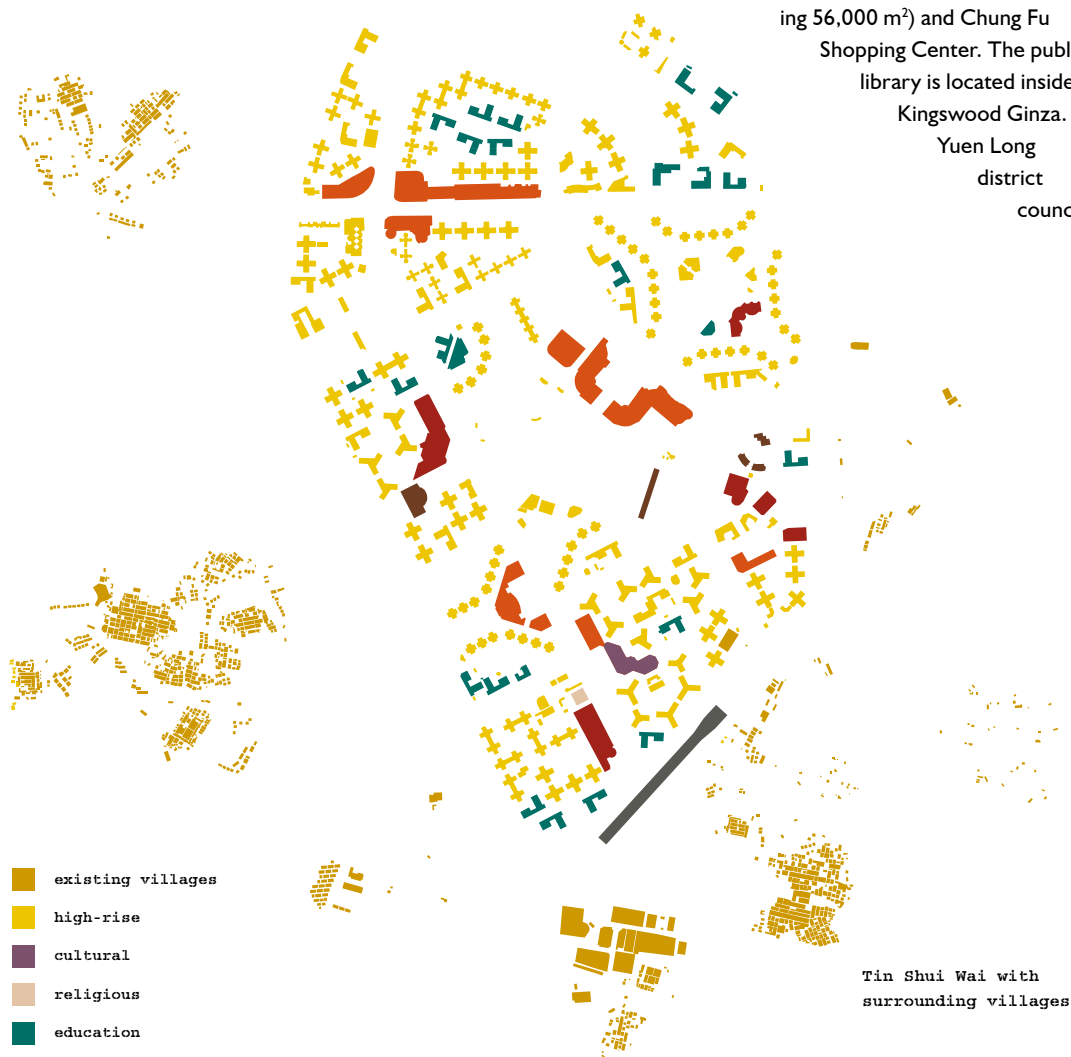 ing 56,000 m²) and Chung Fu
Shopping Center. The publ
library is located inside
Kingswood Ginza.
Yuen Long
district
counc
existing villages
high-rise
cultural
religious
education
Tin Shui Wai with
surrounding villages